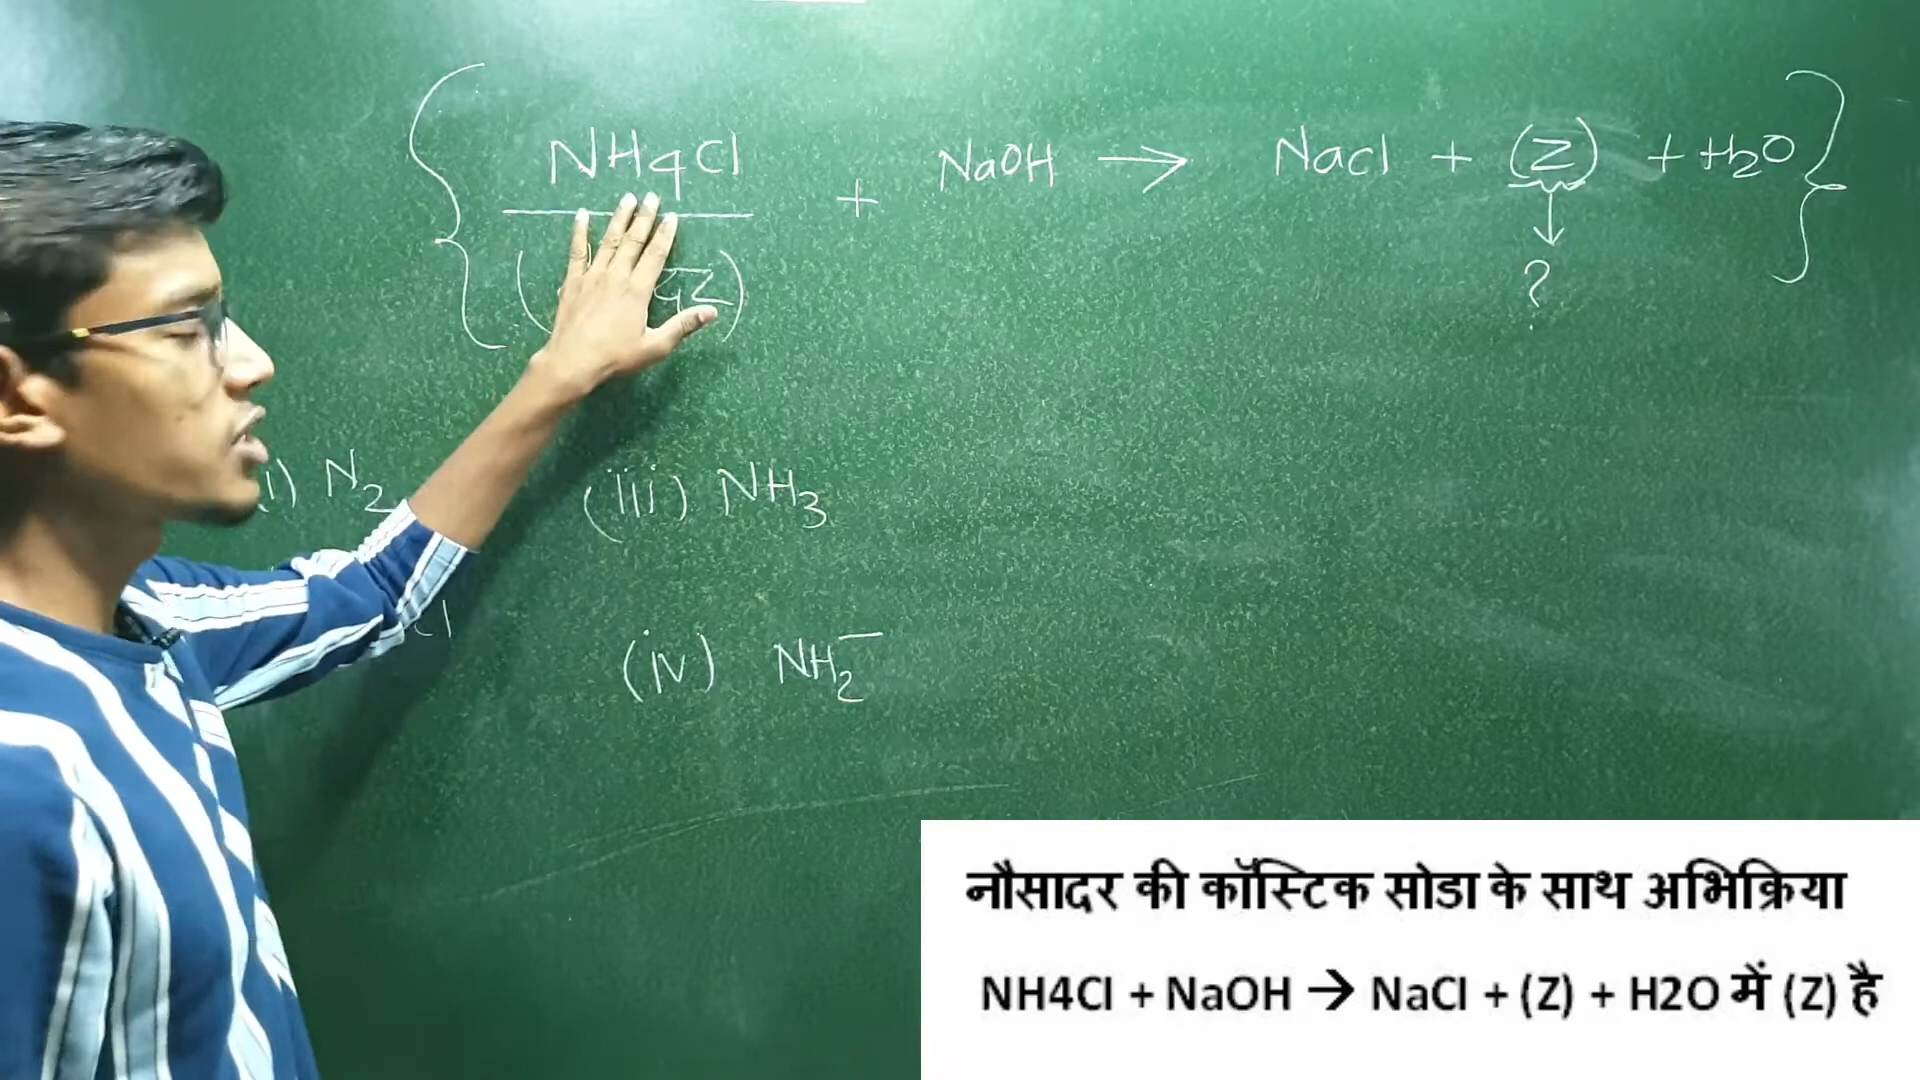 NH4Cl + NaOH → NaCl + (Z) + H2O
?
i) N2
(iii) NH3
(iv) NH2⁻
नौसादर की कॉस्टिक सोडा के साथ अभिक्रिया
NH4Cl + NaOH → NaCl + (Z) + H2O में (Z) है